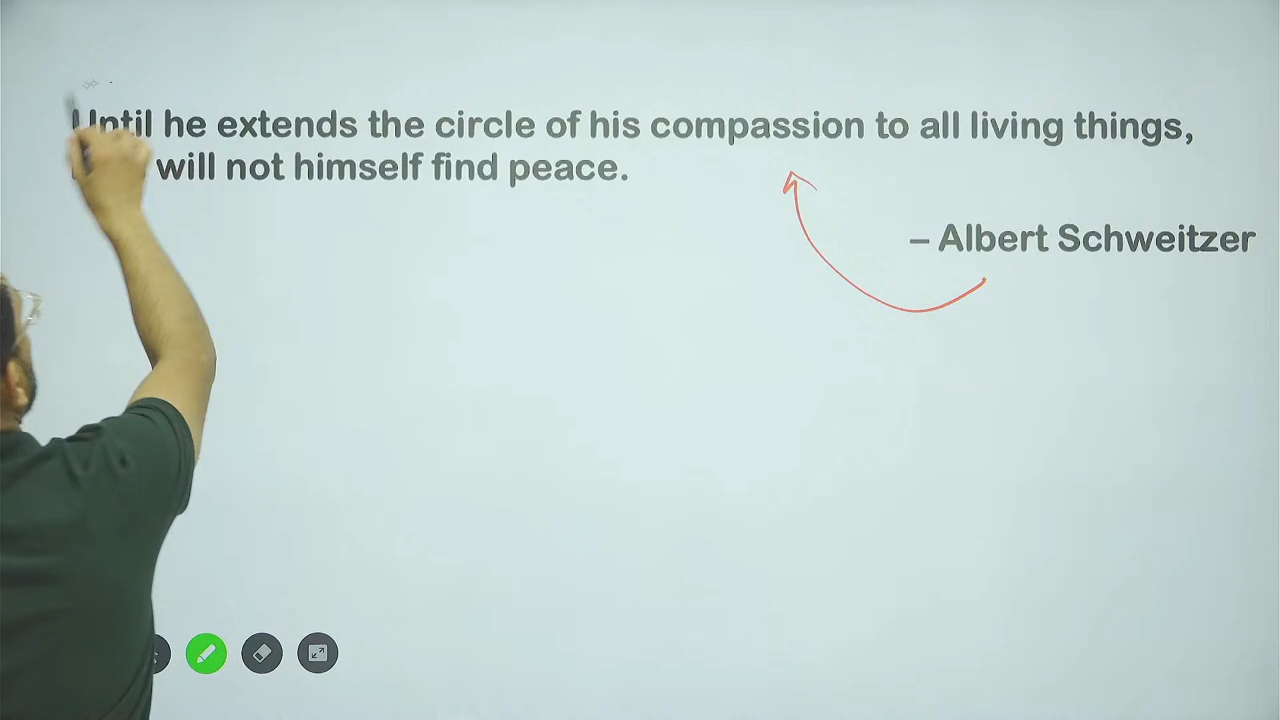 Until he extends the circle of his compassion to all living things,
will not himself find peace.
– Albert Schweitzer